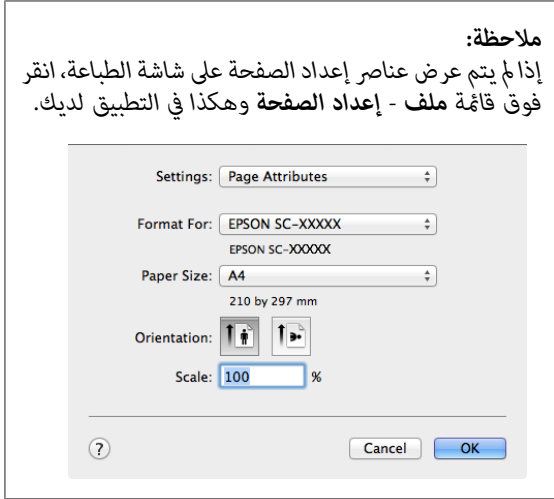 ملاحظة:
إذا لم يتم عرض عناصر إعداد الصفحة على شاشة الطباعة، انقر
فوق قائمة ملف - إعداد الصفحة وهكذا في التطبيق لديك.
Settings: Page Attributes
Format For: EPSON SC-XXXXX
EPSON SC-XXXXX
Paper Size: A4
210 by 297 mm
Orientation:
Scale: 100 %
? Cancel OK